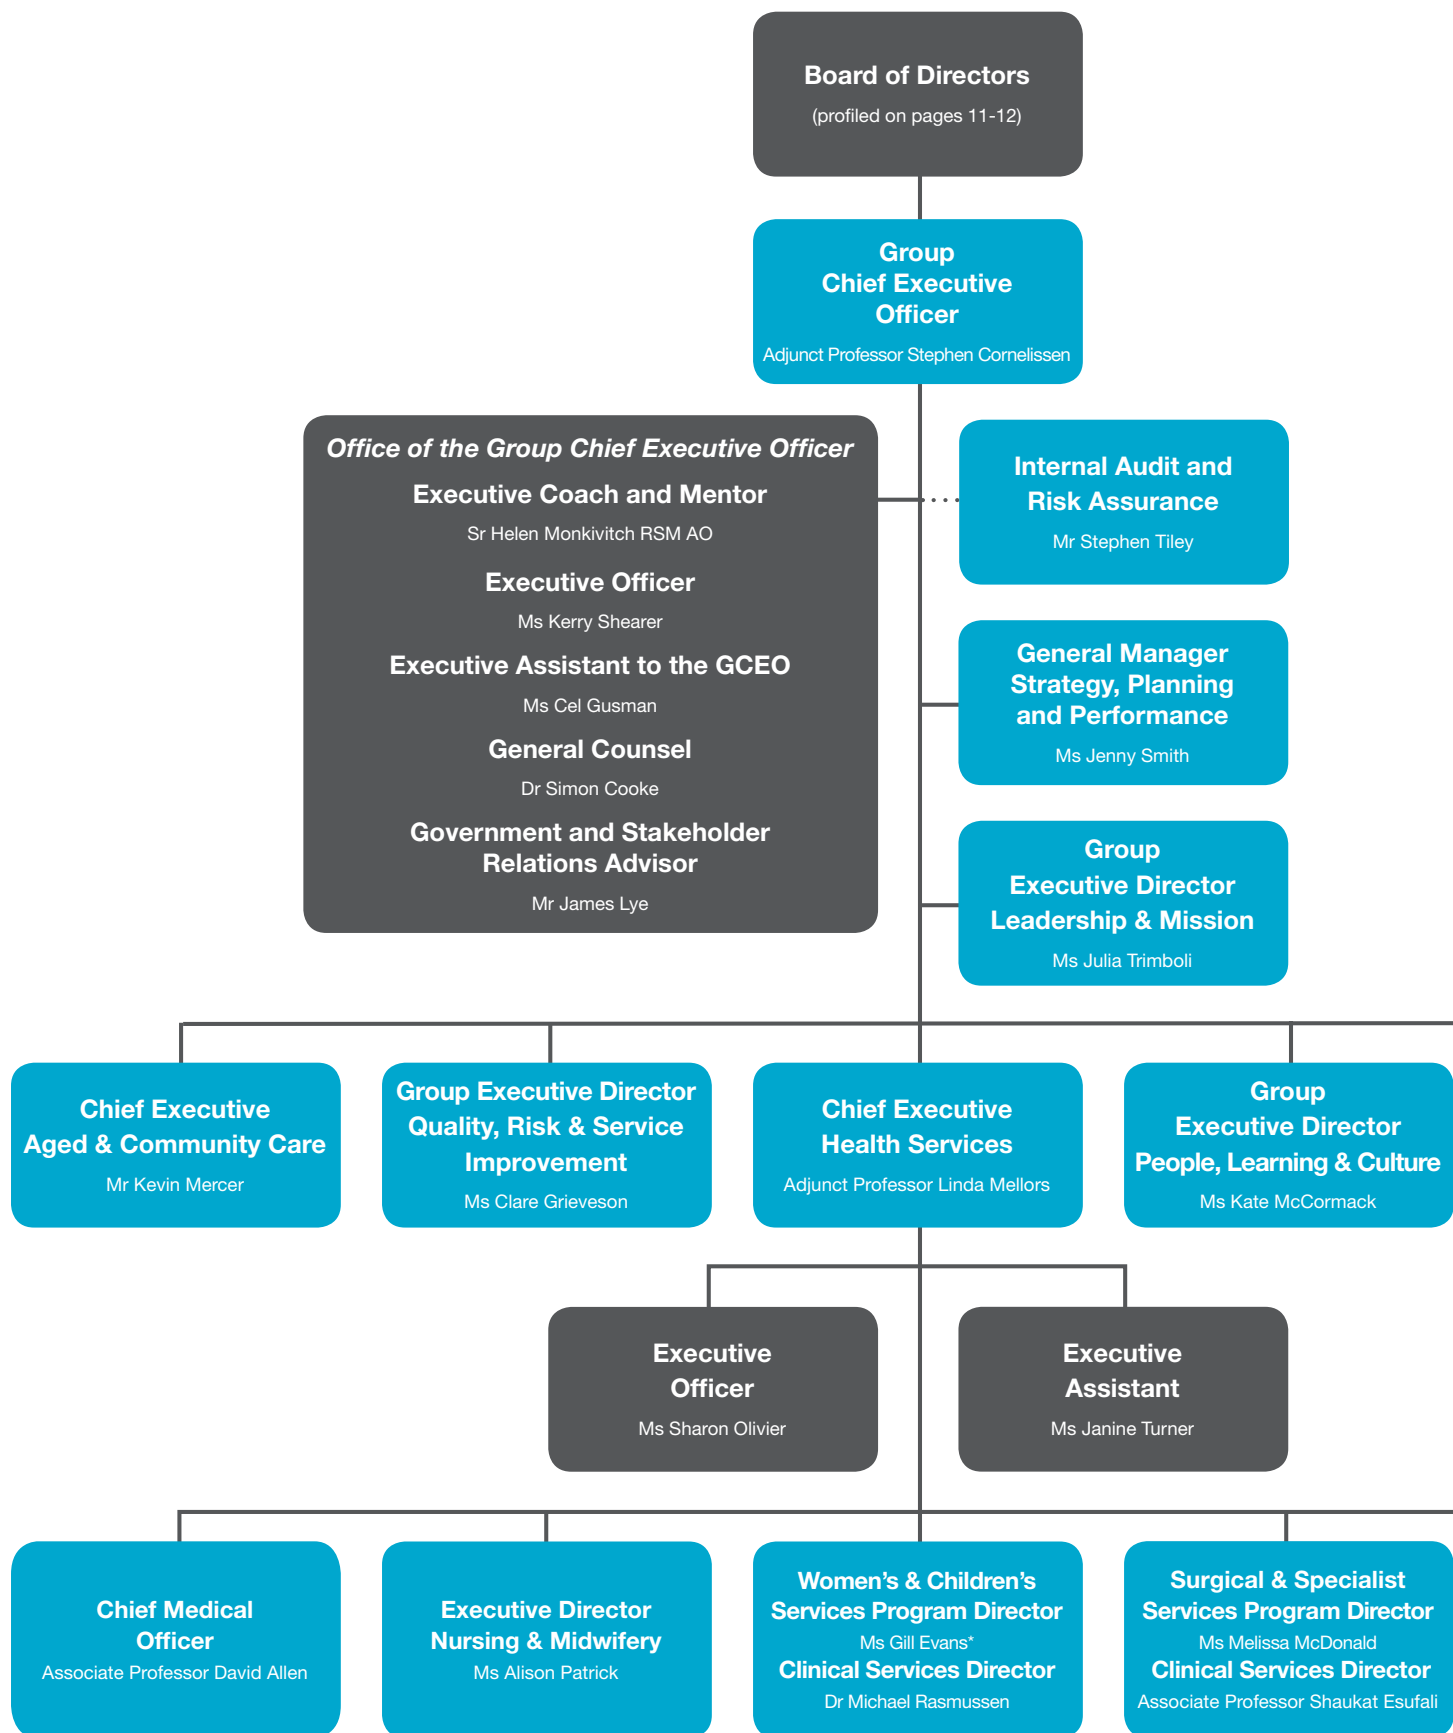 Board of Directors
(profiled on pages 11-12)
Group
Chief Executive
Officer
Adjunct Professor Stephen Cornelissen
Office of the Group Chief Executive Officer
Executive Coach and Mentor
Sr Helen Monkivitch RSM AO
Executive Officer
Ms Kerry Shearer
Executive Assistant to the GCEO
Ms Cel Gusman
General Counsel
Dr Simon Cooke
Government and Stakeholder
Relations Advisor
Mr James Lye
Internal Audit and
Risk Assurance
Mr Stephen Tiley
General Manager
Strategy, Planning
and Performance
Ms Jenny Smith
Group
Executive Director
Leadership & Mission
Ms Julia Trimboli
Chief Executive
Aged & Community Care
Mr Kevin Mercer
Group Executive Director
Quality, Risk & Service
Improvement
Ms Clare Grieveson
Chief Executive
Health Services
Adjunct Professor Linda Mellors
Group
Executive Director
People, Learning & Culture
Ms Kate McCormack
Executive
Officer
Ms Sharon Olivier
Executive
Assistant
Ms Janine Turner
Chief Medical
Officer
Associate Professor David Allen
Executive Director
Nursing & Midwifery
Ms Alison Patrick
Women's & Children's
Services Program Director
Ms Gill Evans*
Clinical Services Director
Dr Michael Rasmussen
Surgical & Specialist
Services Program Director
Ms Melissa McDonald
Clinical Services Director
Associate Professor Shaukat Esufali